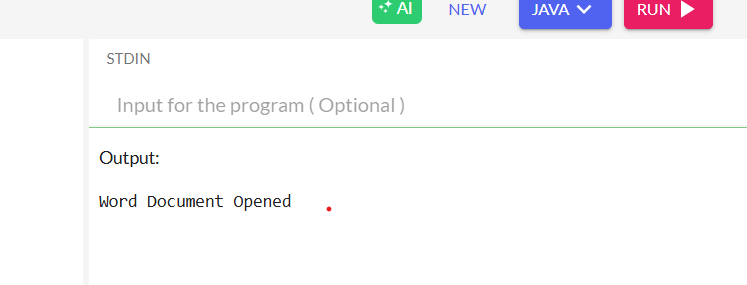 AI NEW JAVA RUN
STDIN
Input for the program ( Optional )
Output:
Word Document Opened